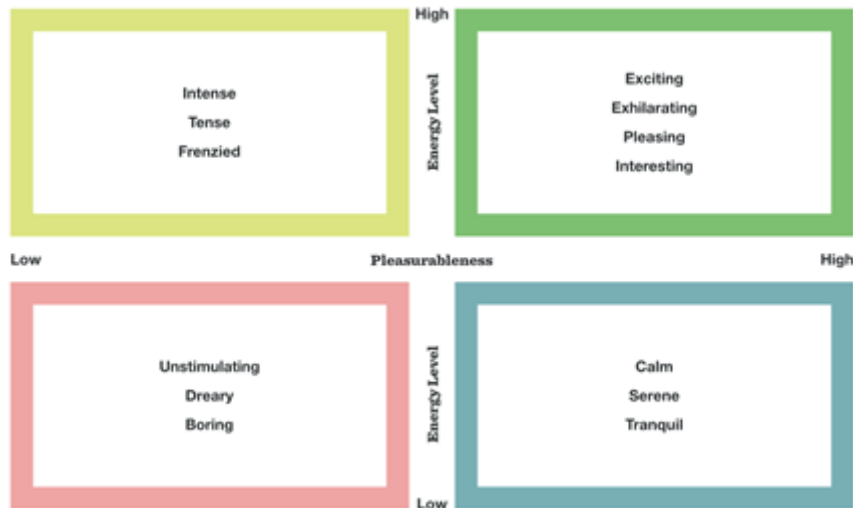 High
Intense
Tense
Frenzied
Energy Level
Exciting
Exhilarating
Pleasing
Interesting
Low
Pleasurableness
High
Unstimulating
Dreary
Boring
Energy Level
Calm
Serene
Tranquil
Low